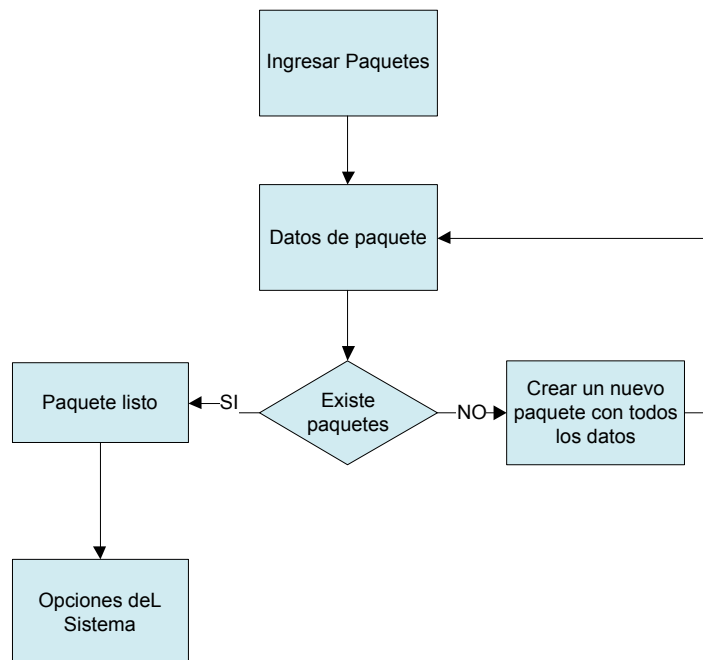 Ingresar Paquetes
Datos de paquete
Existe
paquetes
SI
NO
Paquete listo
Crear un nuevo
paquete con todos
los datos
Opciones deL
Sistema